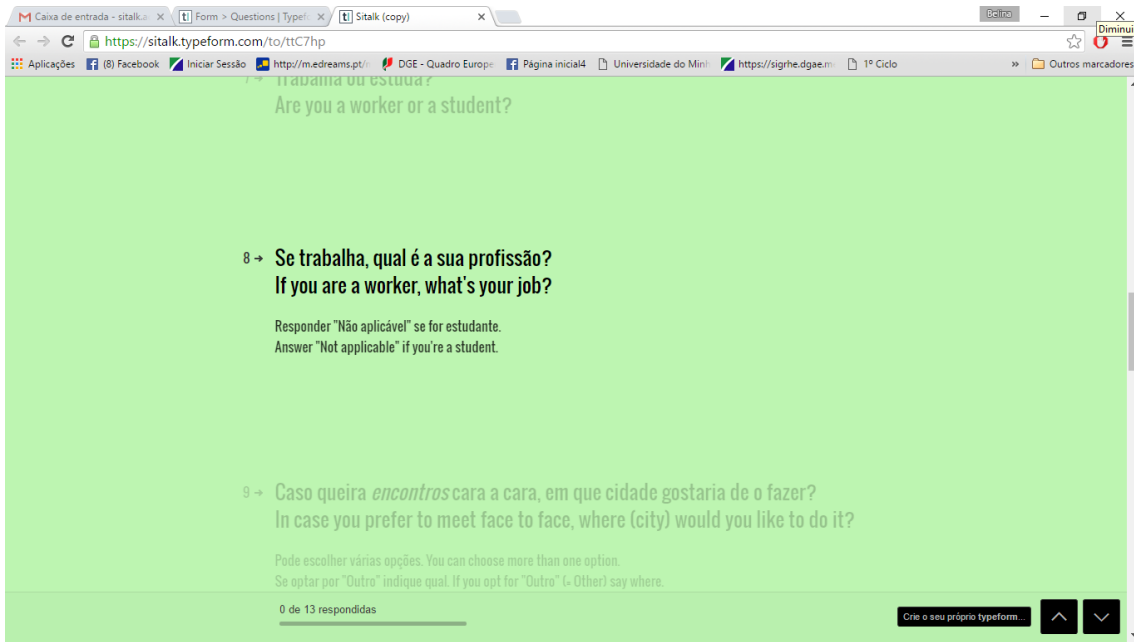 Caixa de entrada - sitalk.a
Form > Questions | Typefo
Sitalk (copy)
Belina
Diminui
https://sitalk.typeform.com/to/ttC7hp
Aplicações
(8) Facebook
Iniciar Sessão
http://m.edreams.pt/
DGE - Quadro Europe
Página inicial4
Universidade do Minh
https://sigrhe.dgae.m
1º Ciclo
»
Outros marcadores
7 → Trabalha ou estuda?
Are you a worker or a student?
8 → Se trabalha, qual é a sua profissão?
If you are a worker, what's your job?
Responder "Não aplicável" se for estudante.
Answer "Not applicable" if you're a student.
9 → Caso queira encontros cara a cara, em que cidade gostaria de o fazer?
In case you prefer to meet face to face, where (city) would you like to do it?
Pode escolher várias opções. You can choose more than one option.
Se optar por "Outro" indique qual. If you opt for "Outro" (= Other) say where.
0 de 13 respondidas
Crie o seu próprio typeform...